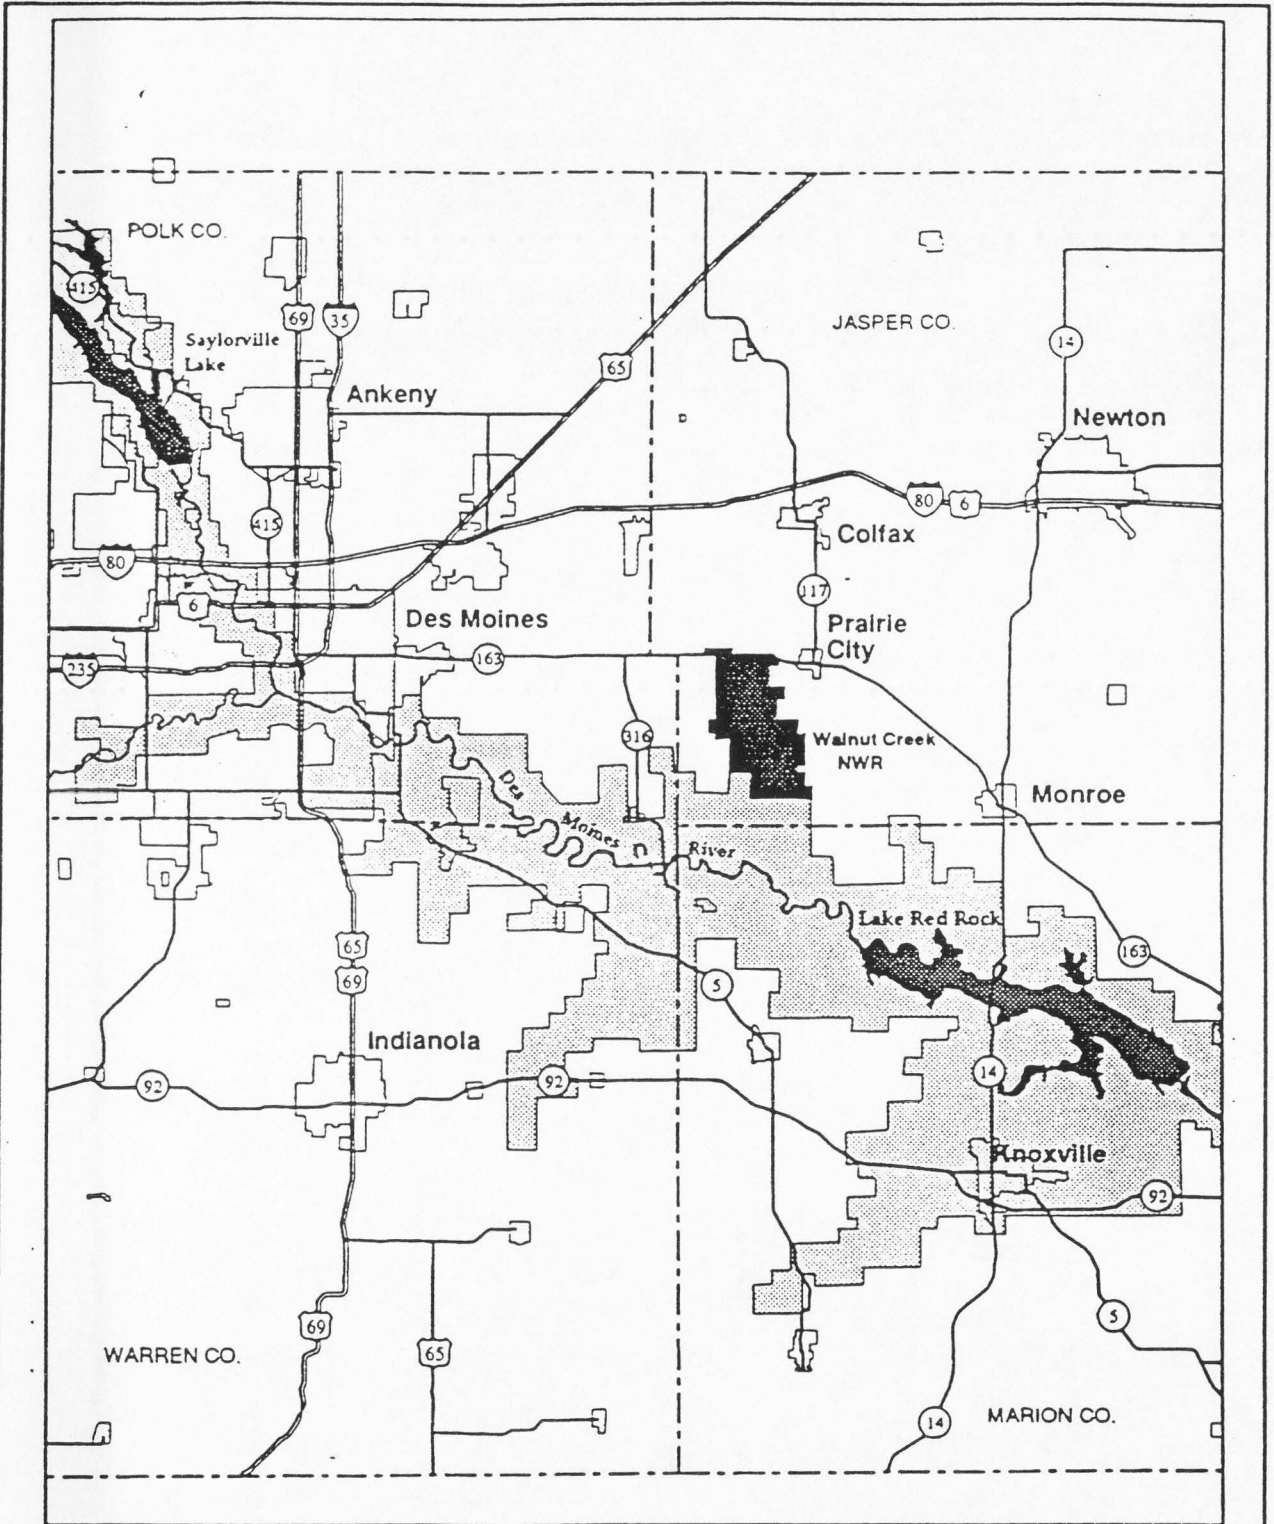 POLK CO.
415
Saylorville
Lake
69
35
65
JASPER CO.
14
Ankeny
Newton
415
80
6
Colfax
80
117
6
Des Moines
Prairie
City
163
235
316
Walnut Creek
NWR
Des
Moines
River
Monroe
Lake Red Rock
65
163
69
5
Indianola
92
92
14
Knoxville
92
69
65
5
WARREN CO.
14
MARION CO.